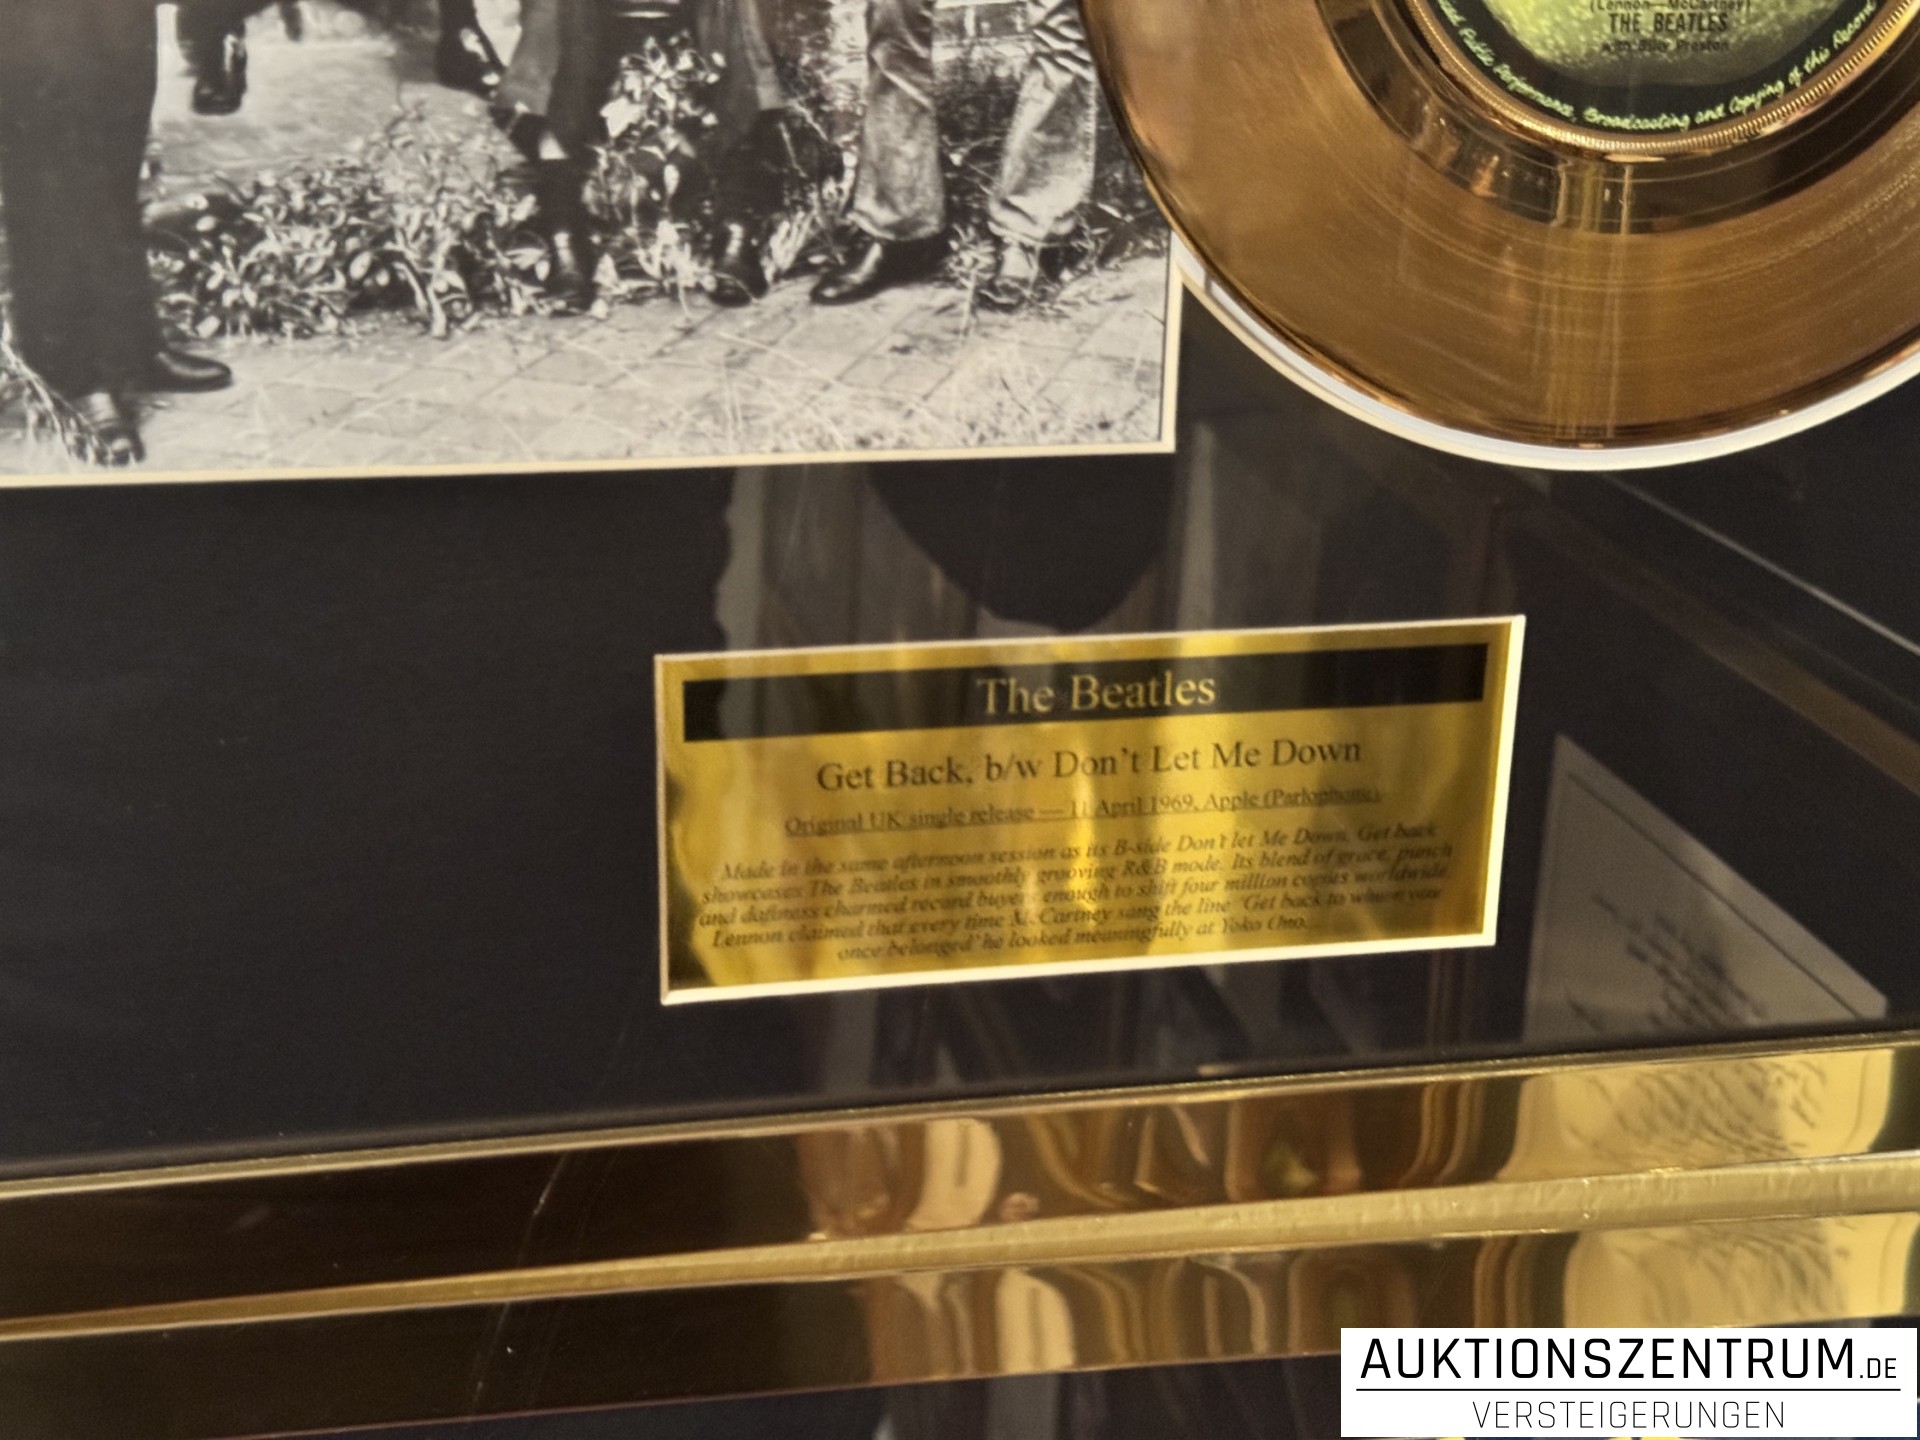 (Lennon—McCartney)
THE BEATLES
with Billy Preston
Public Performance, Broadcasting and Copying of this Record
The Beatles
Get Back, b/w Don't Let Me Down
Original UK single release — 11 April 1969, Apple (Parlophone)
Made in the same afternoon session as its B-side Don't let Me Down, Get back
showcases The Beatles in smoothly grooving R&B mode. Its blend of grace, punch
and daftness charmed record buyers enough to shift four million copies worldwide.
Lennon claimed that every time McCartney sang the line 'Get back to where you
once belonged' he looked meaningfully at Yoko Ono.
AUKTIONSZENTRUM.DE
VERSTEIGERUNGEN